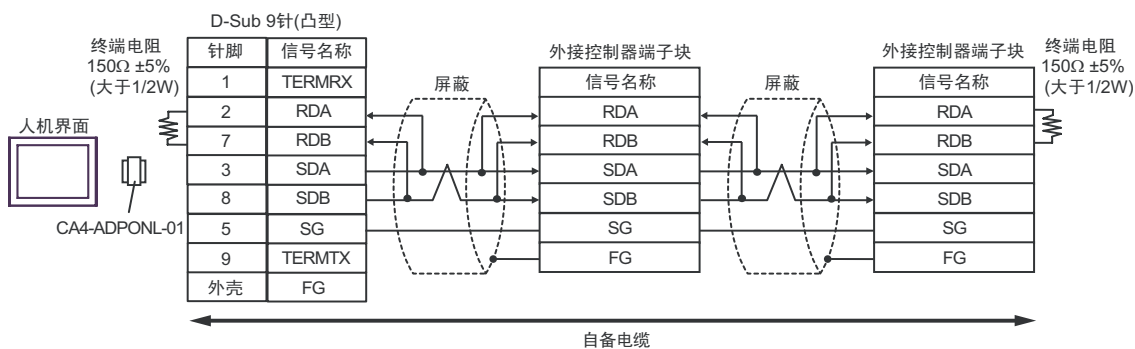 D-Sub 9针(凸型)
终端电阻
150Ω ±5%
(大于1/2W)
人机界面
CA4-ADPONL-01
针脚 信号名称
1 TERMRX
2 RDA
7 RDB
3 SDA
8 SDB
5 SG
9 TERMTX
外壳 FG
屏蔽
外接控制器端子块
信号名称
RDA
RDB
SDA
SDB
SG
FG
屏蔽
外接控制器端子块
信号名称
RDA
RDB
SDA
SDB
SG
FG
终端电阻
150Ω ±5%
(大于1/2W)
自备电缆